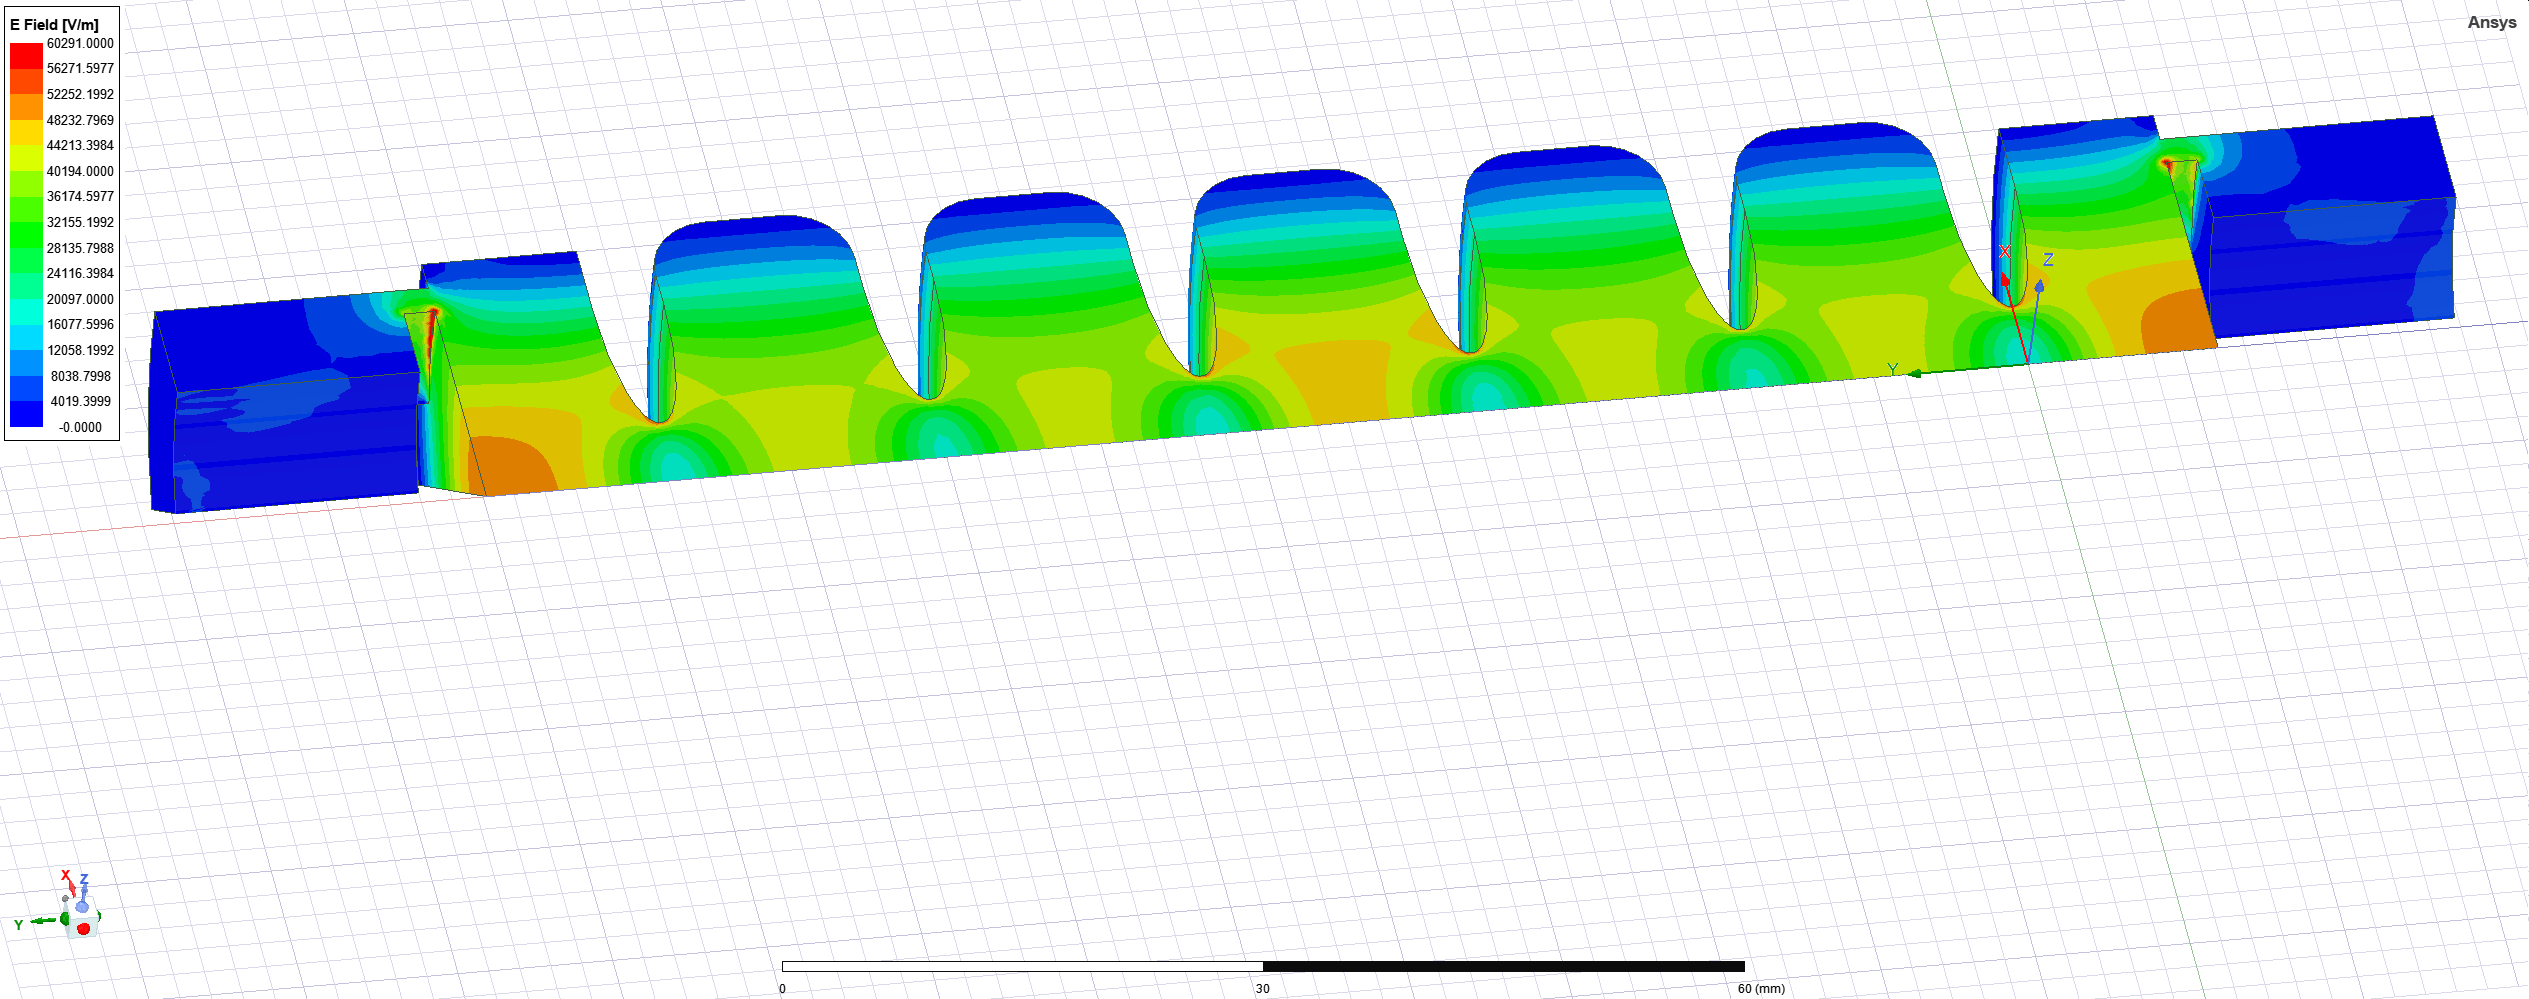 E Field [V/m]
60291.0000
56271.5977
52252.1992
48232.7969
44213.3984
40194.0000
36174.5977
32155.1992
28135.7988
24116.3984
20097.0000
16077.5996
12058.1992
8038.7998
4019.3999
-0.0000
Ansys
X
Z
Y
X
Z
Y
0
30
60 (mm)